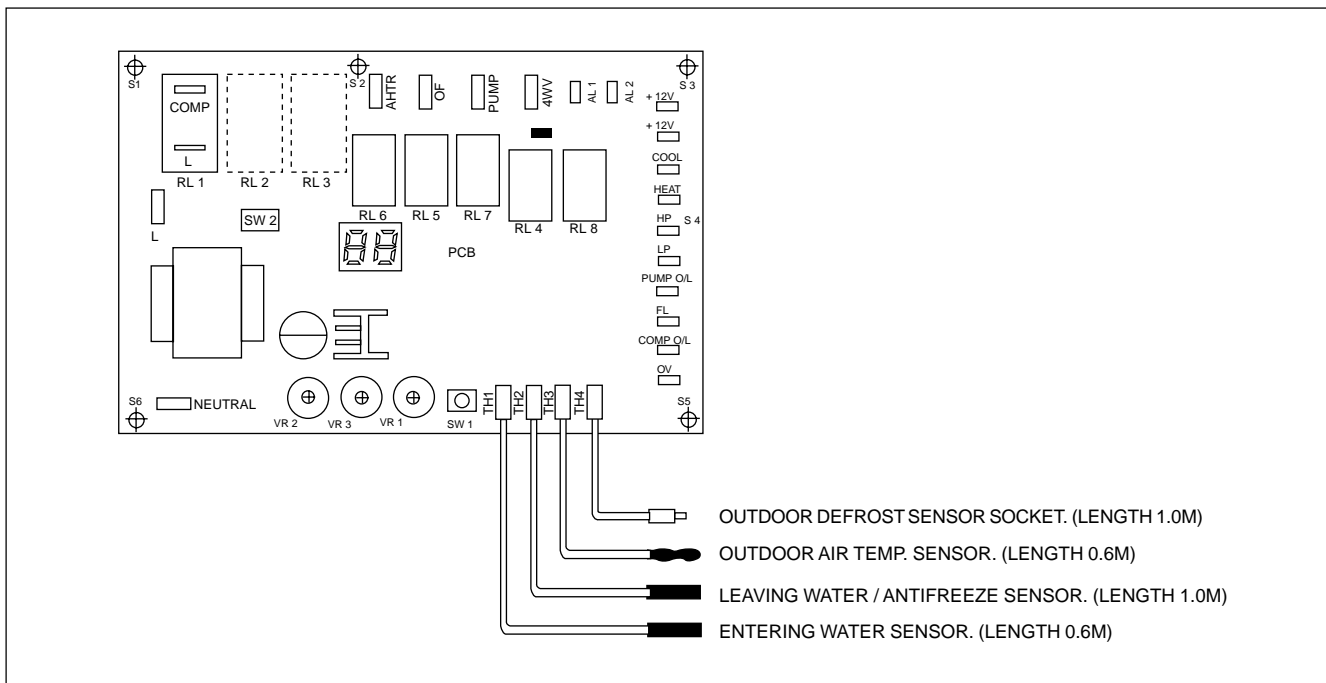 S1
S 2
S 3
AHTR
OF
PUMP
4WV
AL 1
AL 2
+ 12V
COMP
+ 12V
COOL
L
RL 1
RL 2
RL 3
HEAT
SW 2
RL 6
RL 5
RL 7
RL 4
RL 8
HP
S 4
L
PCB
LP
PUMP O/L
FL
COMP O/L
OV
S6
NEUTRAL
VR 2
VR 3
VR 1
SW 1
TH1
TH2
TH3
TH4
S5
OUTDOOR DEFROST SENSOR SOCKET. (LENGTH 1.0M)
OUTDOOR AIR TEMP. SENSOR. (LENGTH 0.6M)
LEAVING WATER / ANTIFREEZE SENSOR. (LENGTH 1.0M)
ENTERING WATER SENSOR. (LENGTH 0.6M)